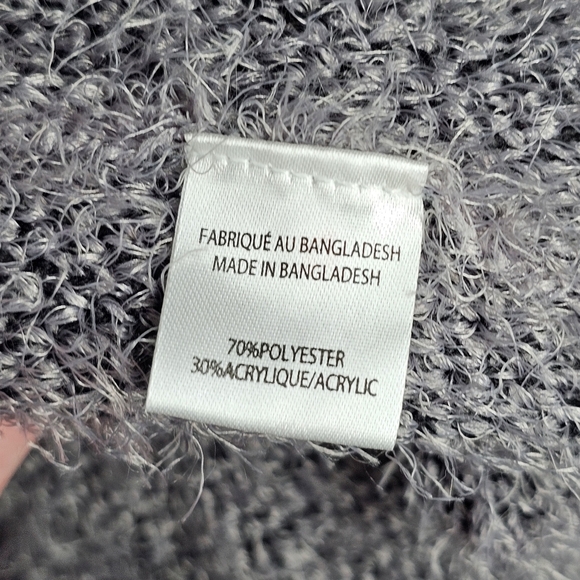 FABRIQUÉ AU BANGLADESH
MADE IN BANGLADESH
70%POLYESTER
30%ACRYLIQUE/ACRYLIC